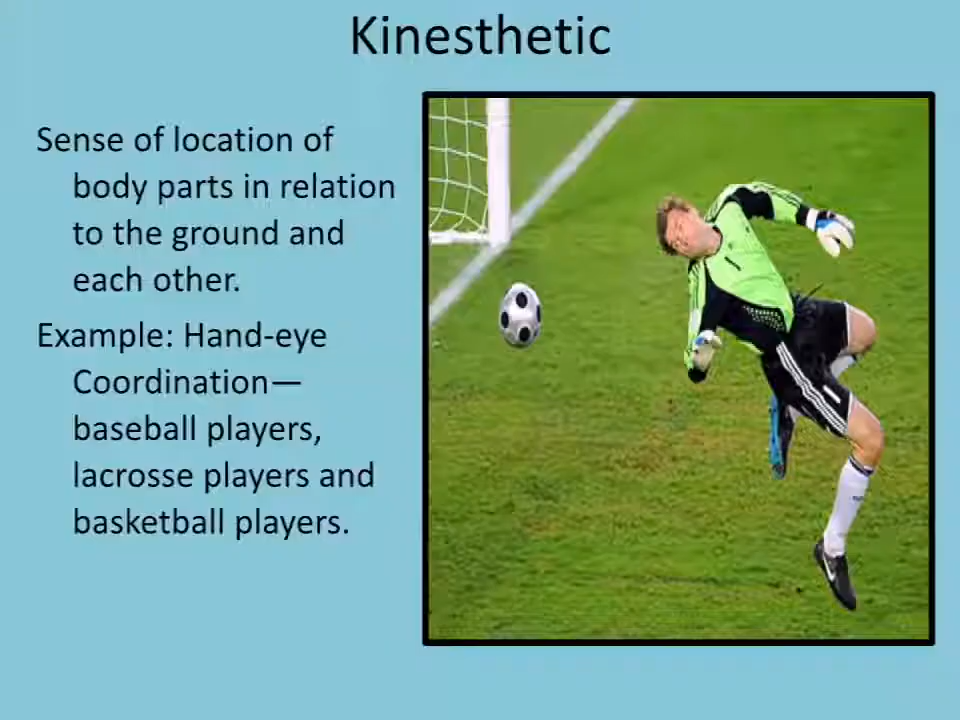 Kinesthetic
Sense of location of
body parts in relation
to the ground and
each other.
Example: Hand-eye
Coordination—
baseball players,
lacrosse players and
basketball players.